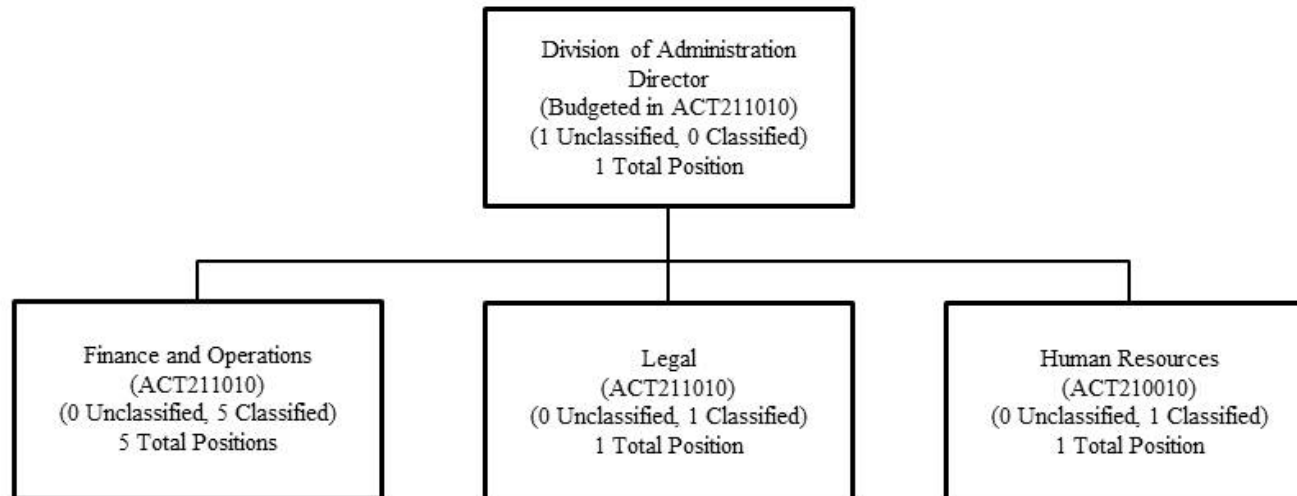 Division of Administration
Director
(Budgeted in ACT211010)
(1 Unclassified, 0 Classified)
1 Total Position
Finance and Operations
(ACT211010)
(0 Unclassified, 5 Classified)
5 Total Positions
Legal
(ACT211010)
(0 Unclassified, 1 Classified)
1 Total Position
Human Resources
(ACT210010)
(0 Unclassified, 1 Classified)
1 Total Position